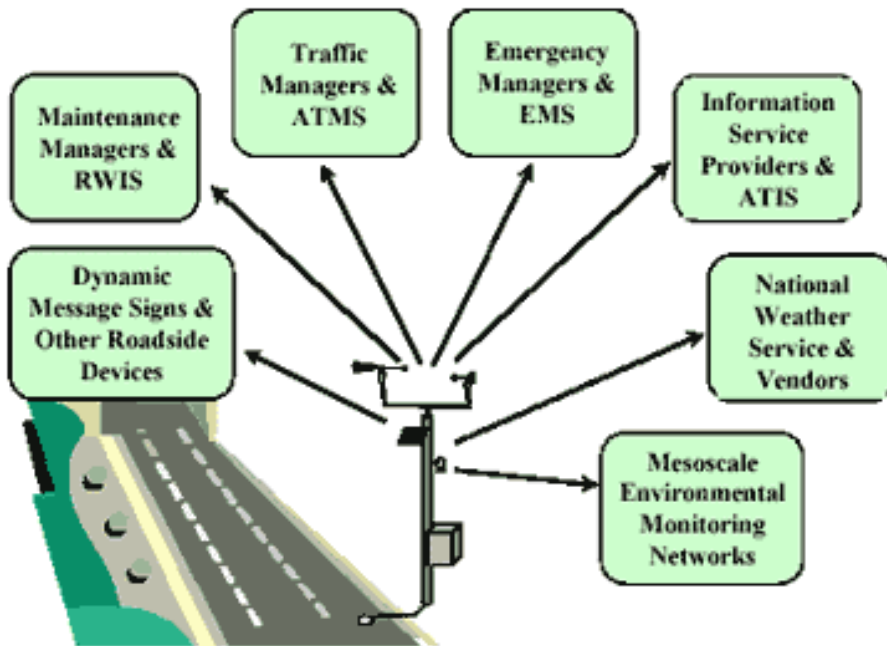 Traffic
Managers &
ATMS
Emergency
Managers &
EMS
Maintenance
Managers &
RWIS
Information
Service
Providers &
ATIS
Dynamic
Message Signs &
Other Roadside
Devices
National
Weather
Service &
Vendors
Mesoscale
Environmental
Monitoring
Networks